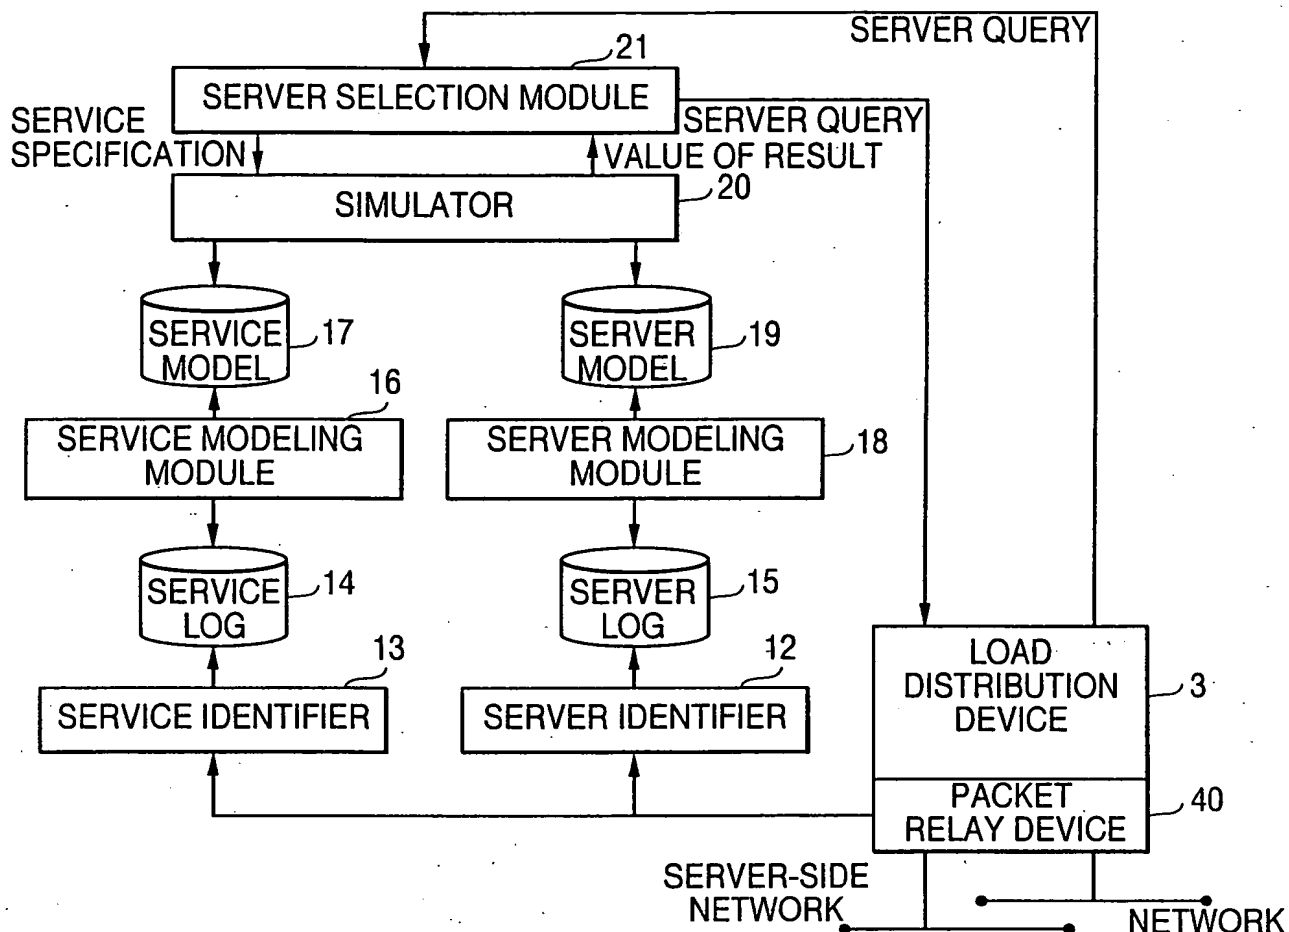 SERVER QUERY
21
SERVER SELECTION MODULE
SERVICE
SPECIFICATION
SERVER QUERY
VALUE OF RESULT
20
SIMULATOR
SERVICE
MODEL
17
SERVER
MODEL
19
16
SERVICE MODELING
MODULE
SERVER MODELING
MODULE
18
SERVICE
LOG
14
SERVER
LOG
15
13
SERVICE IDENTIFIER
12
SERVER IDENTIFIER
LOAD
DISTRIBUTION
DEVICE
3
PACKET
RELAY DEVICE
40
SERVER-SIDE
NETWORK
NETWORK